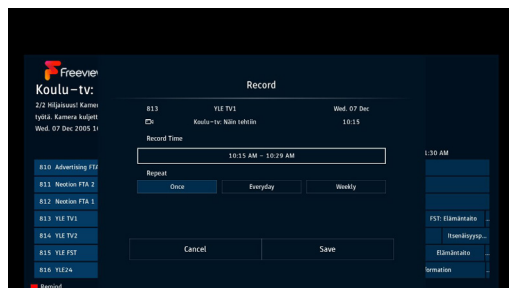 Freeview
Record
Koulu-tv:
2/2 Hiljaisuus! Kamer
työtä. Kamera kuljett
Wed. 07 Dec 2005 10
813 YLE TV1 Wed. 07 Dec
Koulu-tv: Näin tehtiin 10:15
Record Time
10:15 AM - 10:29 AM
1:30 AM
Repeat
Once Everyday Weekly
810 Advertising FTA
811 Neotion FTA 2
812 Neotion FTA 1
813 YLE TV1 FST: Elämäntaito
814 YLE TV2 Itsenäisyysp...
815 YLE FST Elämäntaito
816 YLE24 formation
Cancel Save
Remind